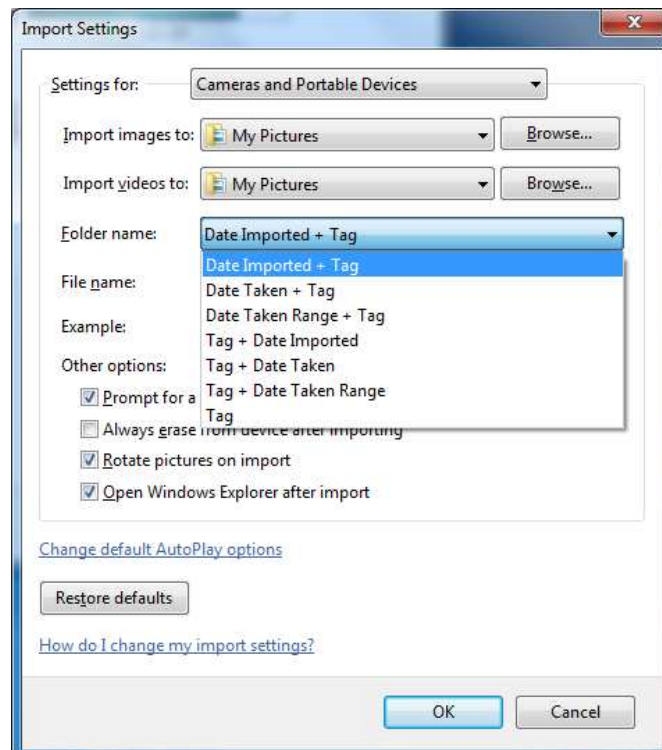 Import Settings
Settings for: Cameras and Portable Devices
Import images to: My Pictures Browse...
Import videos to: My Pictures Browse...
Folder name: Date Imported + Tag
Date Imported + Tag
File name: Date Taken + Tag
Date Taken Range + Tag
Example: Tag + Date Imported
Other options: Tag + Date Taken
Prompt for a Tag + Date Taken Range
Tag
Always erase from device after importing
Rotate pictures on import
Open Windows Explorer after import
Change default AutoPlay options
Restore defaults
How do I change my import settings?
OK Cancel